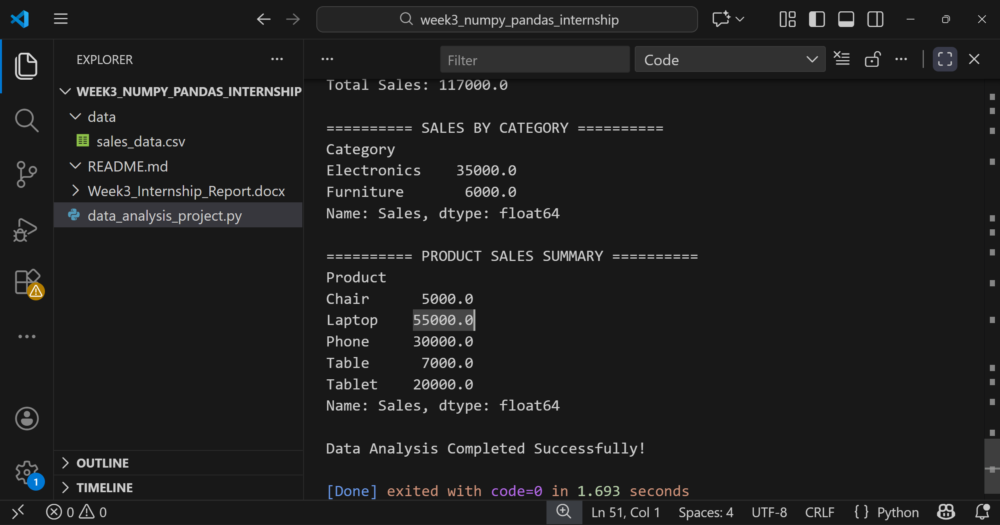 week3_numpy_pandas_internship
EXPLORER
Filter
Code
WEEK3_NUMPY_PANDAS_INTERNSHIP
data
sales_data.csv
README.md
Week3_Internship_Report.docx
data_analysis_project.py
OUTLINE
TIMELINE
Total Sales: 117000.0
========== SALES BY CATEGORY ==========
Category
Electronics    35000.0
Furniture       6000.0
Name: Sales, dtype: float64
========== PRODUCT SALES SUMMARY ==========
Product
Chair      5000.0
Laptop    55000.0
Phone     30000.0
Table      7000.0
Tablet    20000.0
Name: Sales, dtype: float64
Data Analysis Completed Successfully!
[Done] exited with code=0 in 1.693 seconds
1
0 0
Ln 51, Col 1
Spaces: 4
UTF-8
CRLF
{ } Python